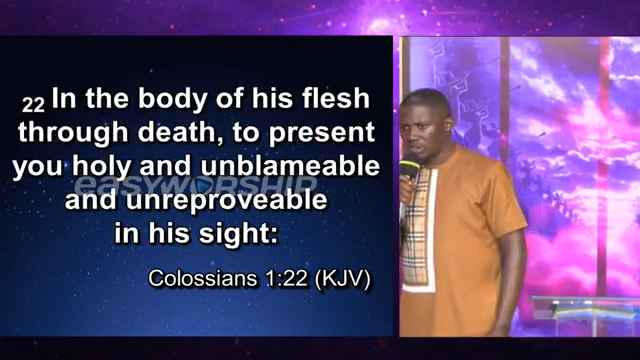 22 In the body of his flesh
through death, to present
you holy and unblameable
easyworship
and unreproveable
in his sight:
Colossians 1:22 (KJV)